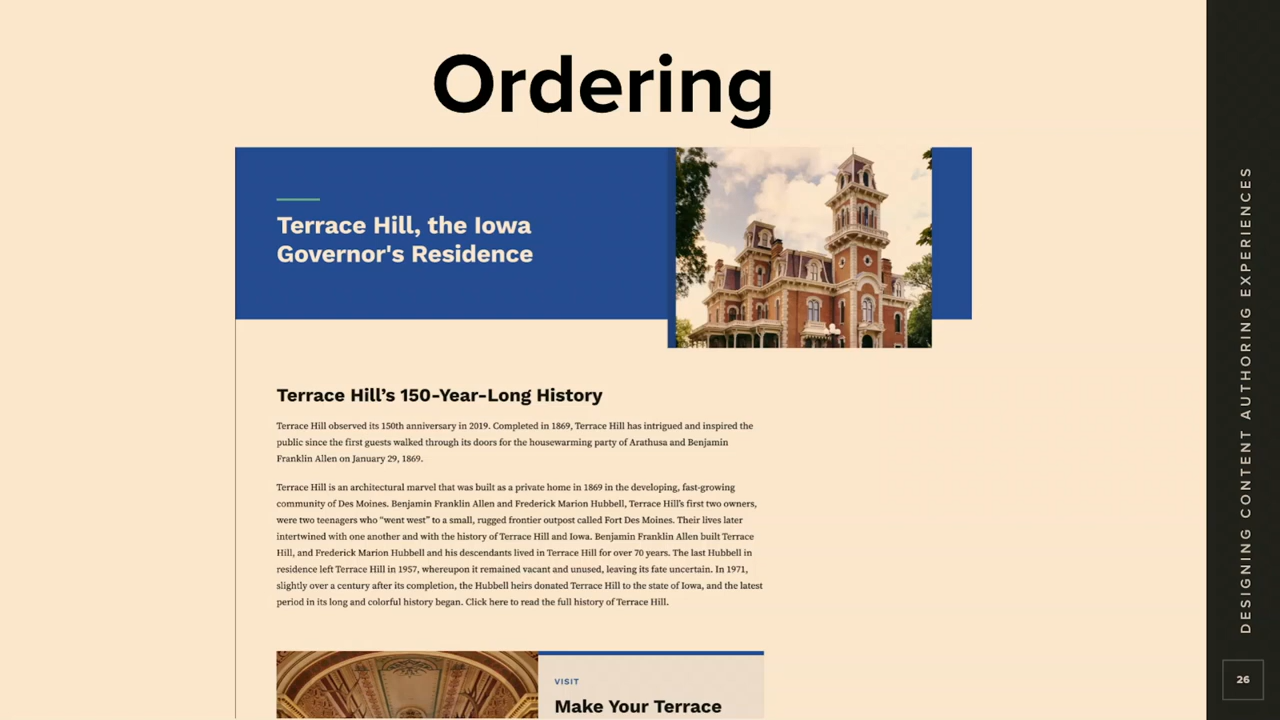 Ordering
Terrace Hill, the Iowa
Governor's Residence
Terrace Hill’s 150-Year-Long History
Terrace Hill observed its 150th anniversary in 2019. Completed in 1869, Terrace Hill has intrigued and inspired the
public since the first guests walked through its doors for the housewarming party of Arathusa and Benjamin
Franklin Allen on January 29, 1869.
Terrace Hill is an architectural marvel that was built as a private home in 1869 in the developing, fast-growing
community of Des Moines. Benjamin Franklin Allen and Frederick Marion Hubbell, Terrace Hill’s first two owners,
were two teenagers who “went west” to a small, rugged frontier outpost called Fort Des Moines. Their lives later
intertwined with one another and with the history of Terrace Hill and Iowa. Benjamin Franklin Allen built Terrace
Hill, and Frederick Marion Hubbell and his descendants lived in Terrace Hill for over 70 years. The last Hubbell in
residence left Terrace Hill in 1957, whereupon it remained vacant and unused, leaving its fate uncertain. In 1971,
slightly over a century after its completion, the Hubbell heirs donated Terrace Hill to the state of Iowa, and the latest
period in its long and colorful history began. Click here to read the full history of Terrace Hill.
VISIT
Make Your Terrace
DESIGNING CONTENT AUTHORING EXPERIENCES
26